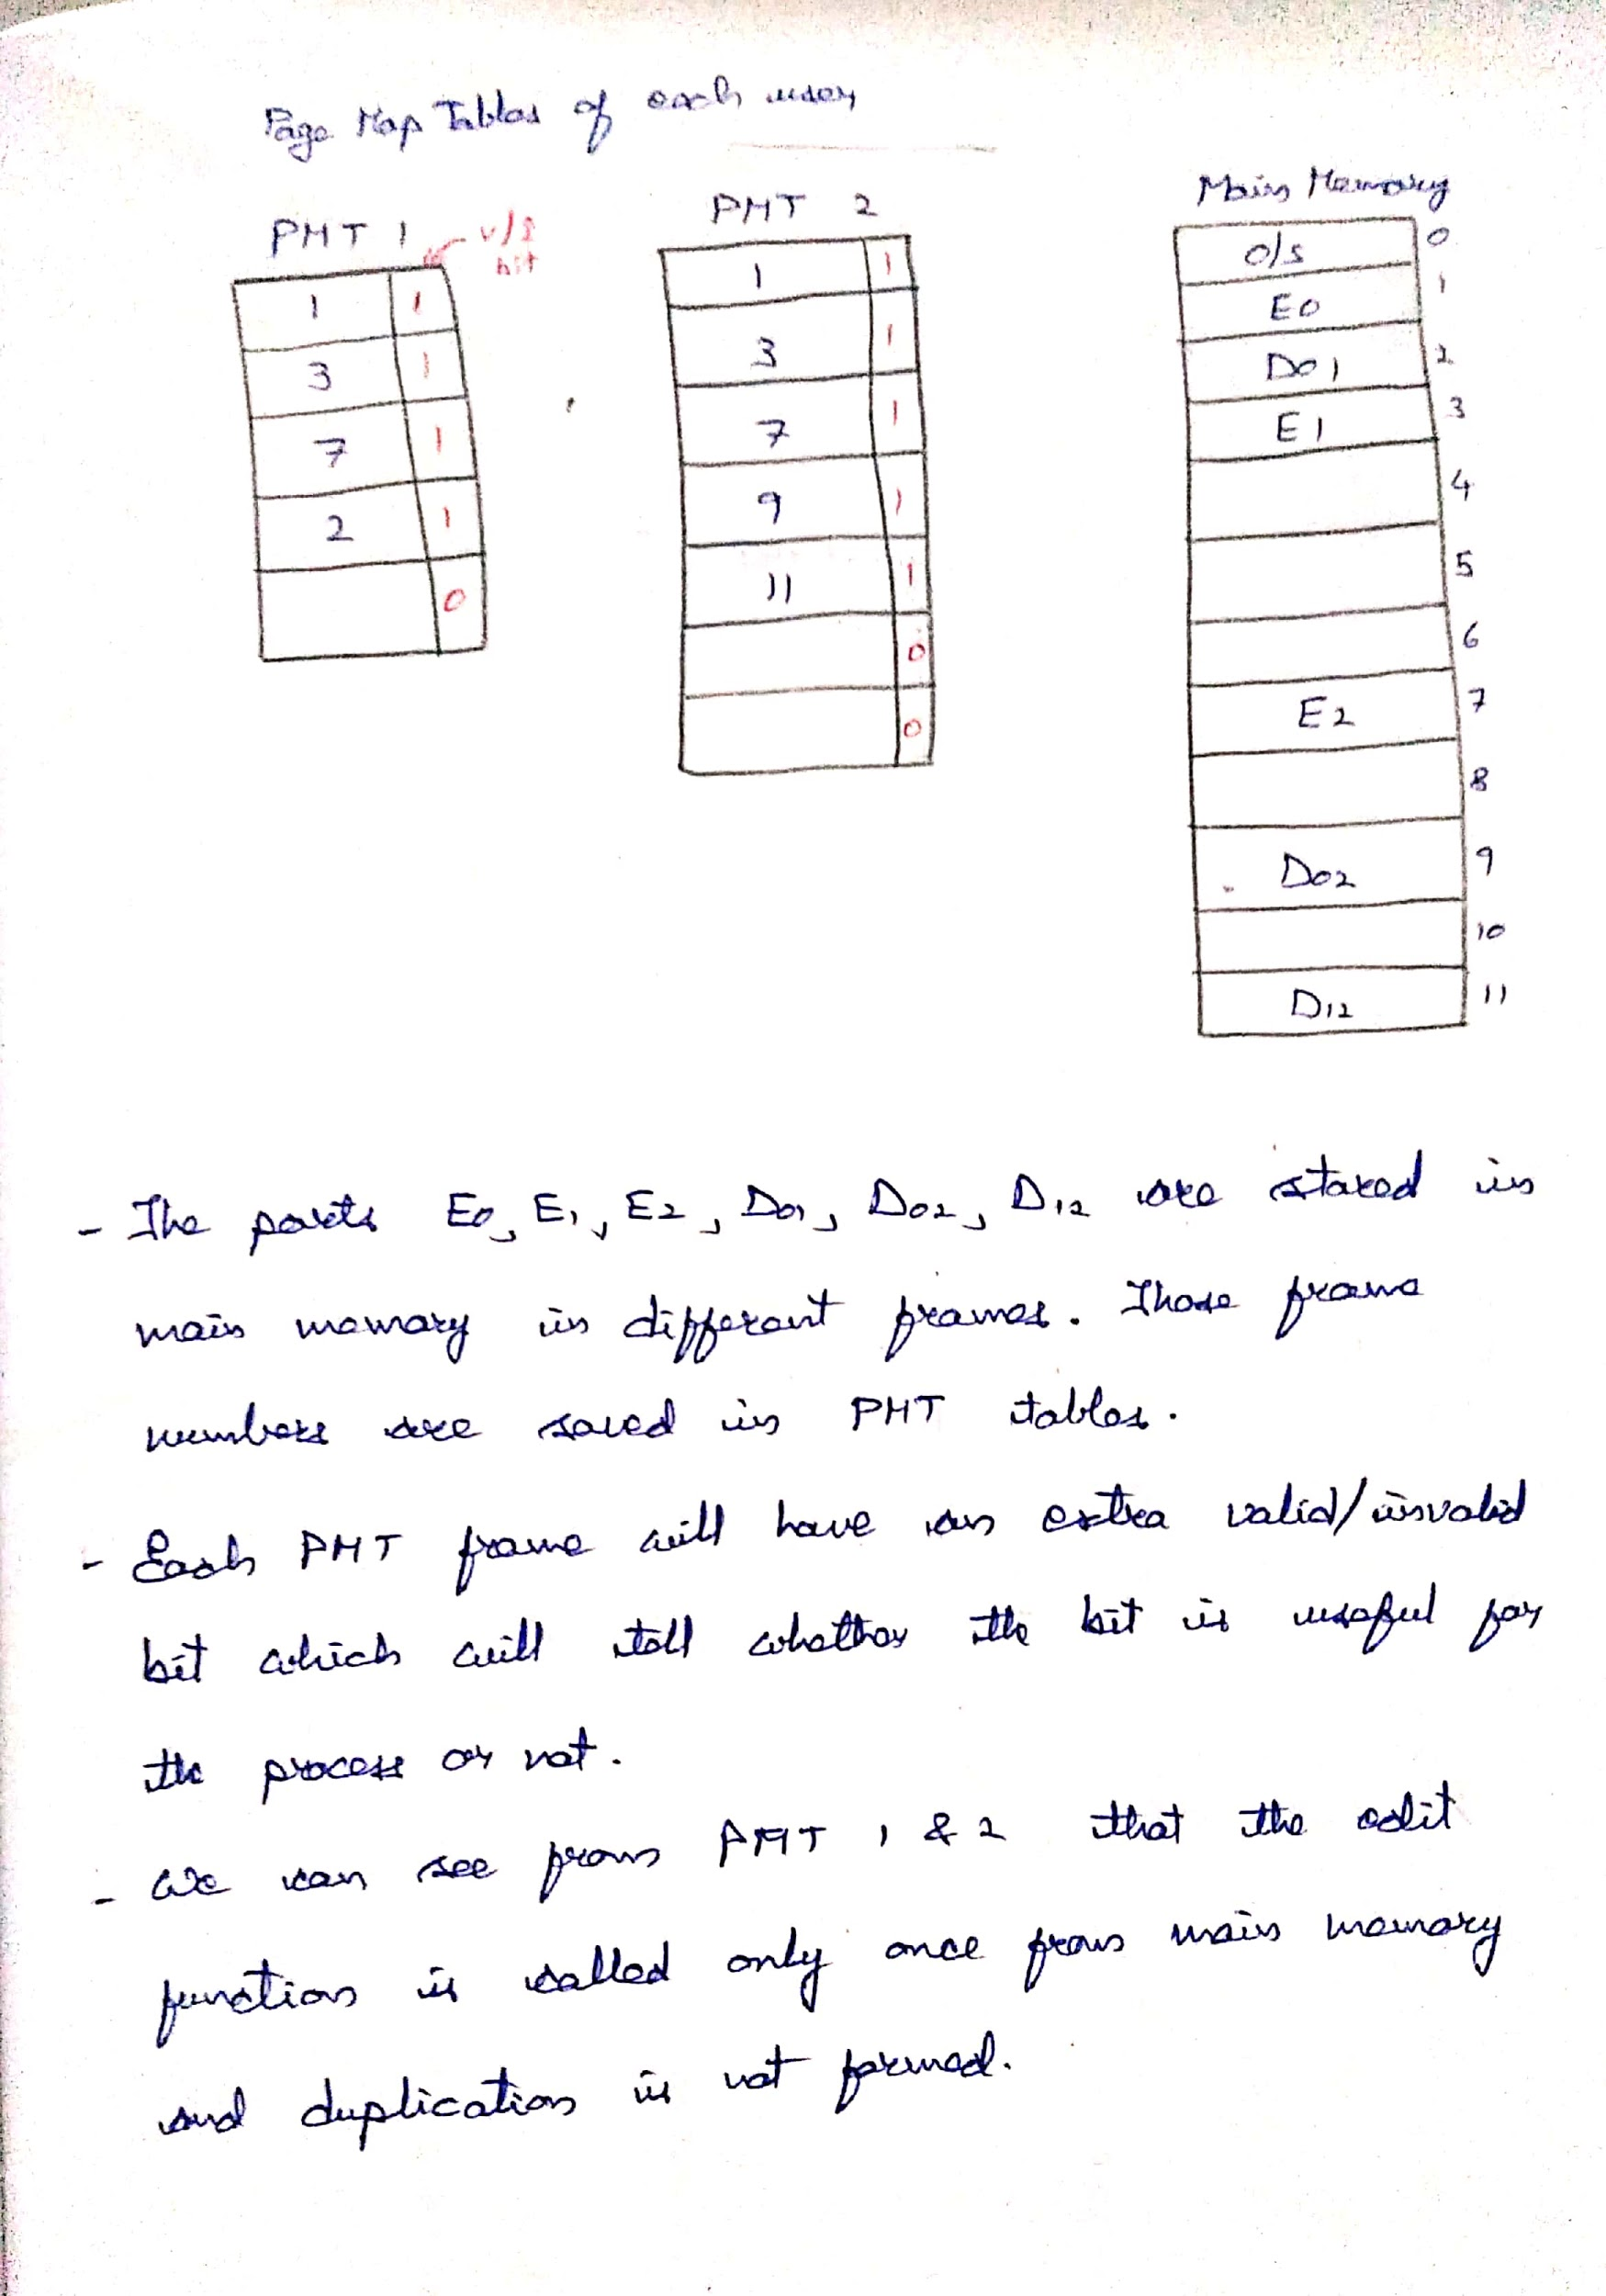 Page Map Tables of each user
PMT 1
v/s
bit
1 1
3 1
7 1
2 1
0
PMT 2
1 1
3 1
7 1
9 1
11 1
0
0
Main Memory
O/S 0
E0 1
D01 2
E1 3
4
5
6
E2 7
8
D02 9
10
D12 11
- The parts E0, E1, E2, D01, D02, D12 are stored in
main memory in different frames. Those frame
numbers are saved in PMT tables.
- Each PMT frame will have an extra valid/invalid
bit which will tell whether the bit is useful for
the process or not.
- We can see from PMT 1 & 2 that the edit
function is called only once from main memory
and duplication is not formed.